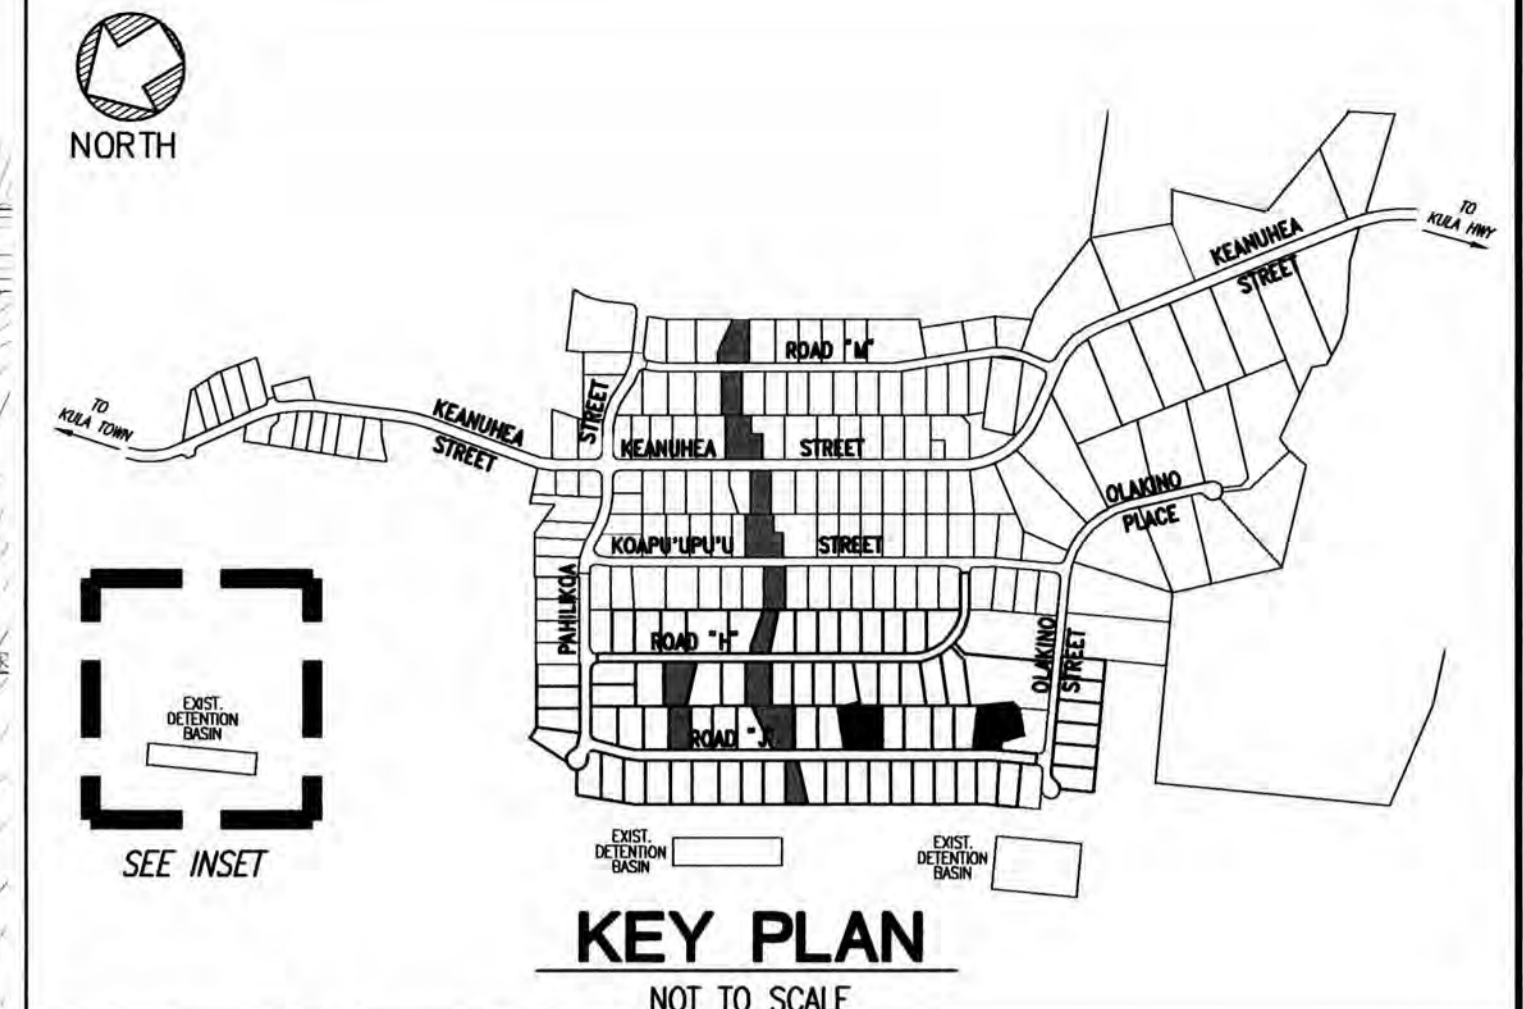 NORTH
TO
KULA HWY
KEANUHEA
STREET
ROAD "M"
STREET
TO
KULA TOWN
KEANUHEA
STREET
KEANUHEA STREET
OLAKINO
PLACE
KOAPU'UPU'U STREET
PAHILIKOA
ROAD "H"
OLAKINO
STREET
ROAD "J"
EXIST.
DETENTION
BASIN
SEE INSET
EXIST.
DETENTION
BASIN
EXIST.
DETENTION
BASIN
KEY PLAN
NOT TO SCALE